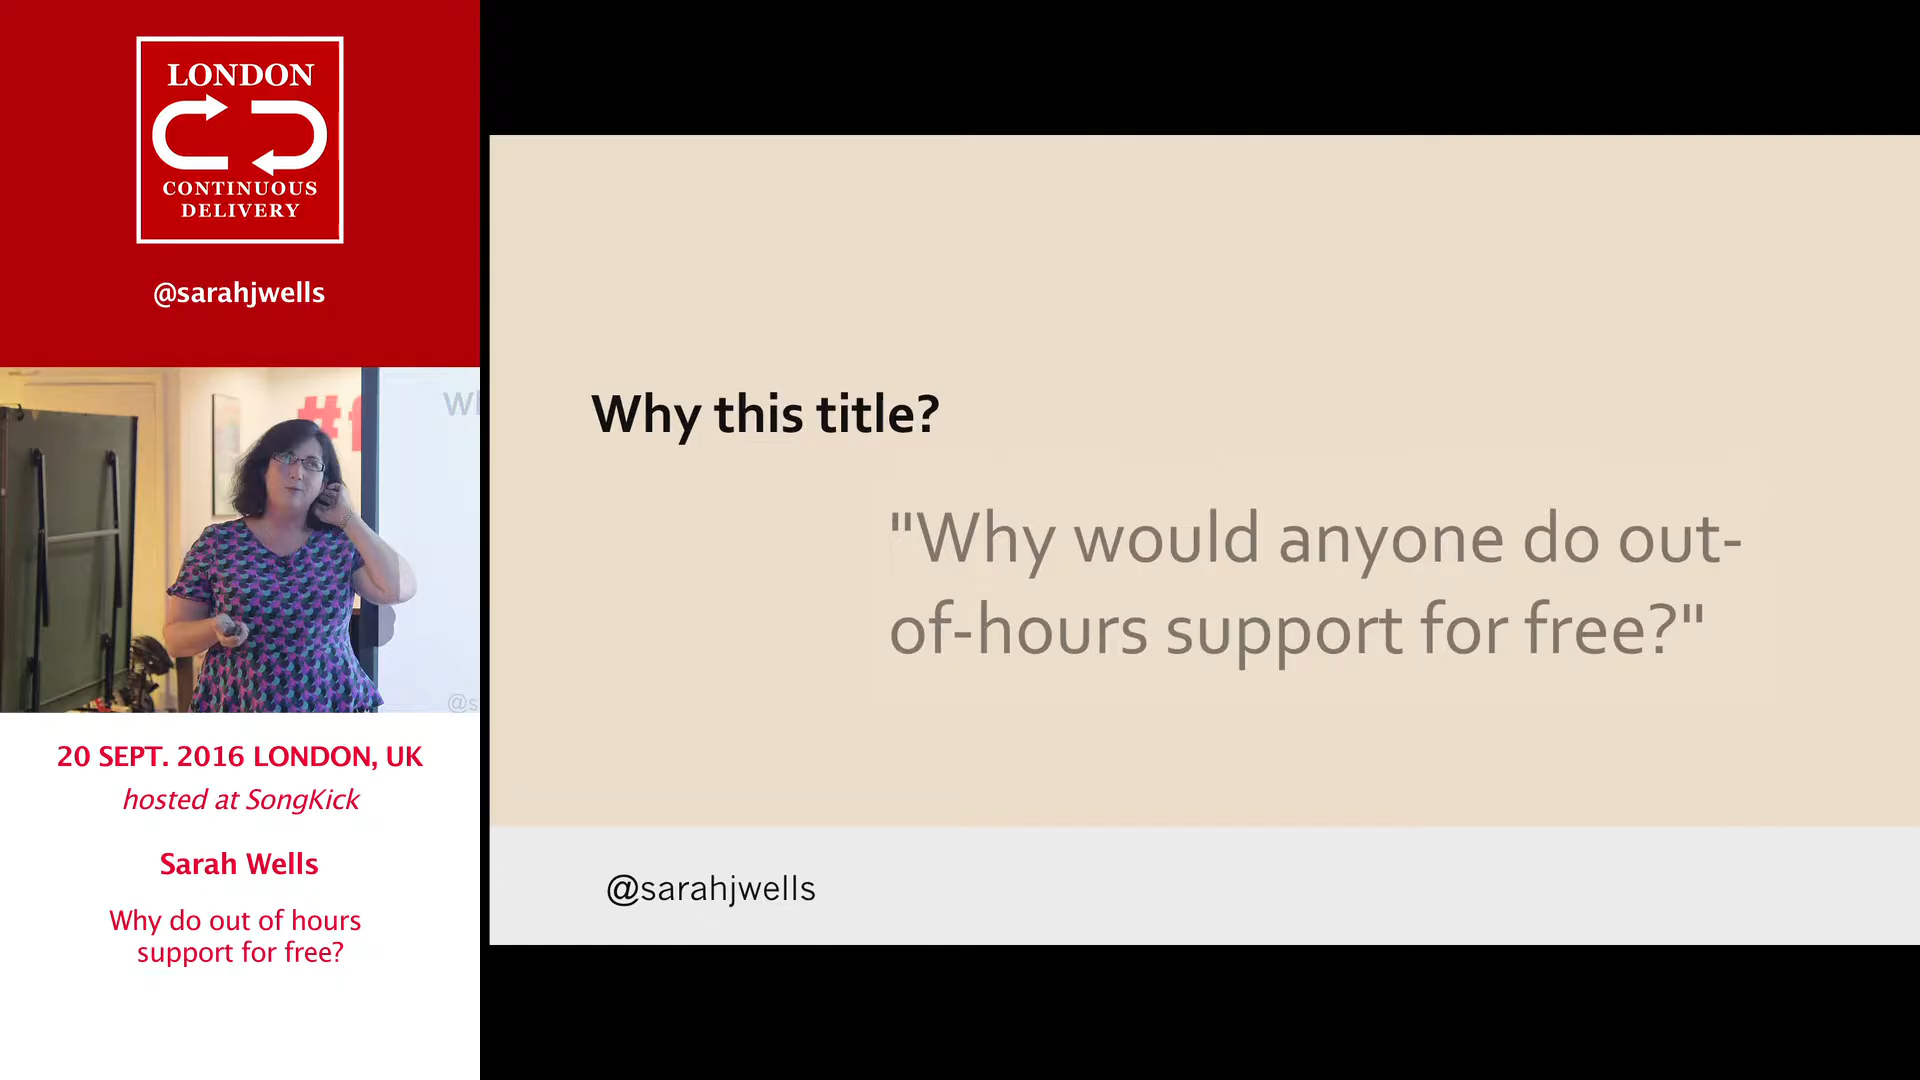 LONDON
CONTINUOUS
DELIVERY
@sarahjwells
#f
Wh
@s
20 SEPT. 2016 LONDON, UK
hosted at SongKick
Sarah Wells
Why do out of hours
support for free?
Why this title?
"Why would anyone do out-
of-hours support for free?"
@sarahjwells